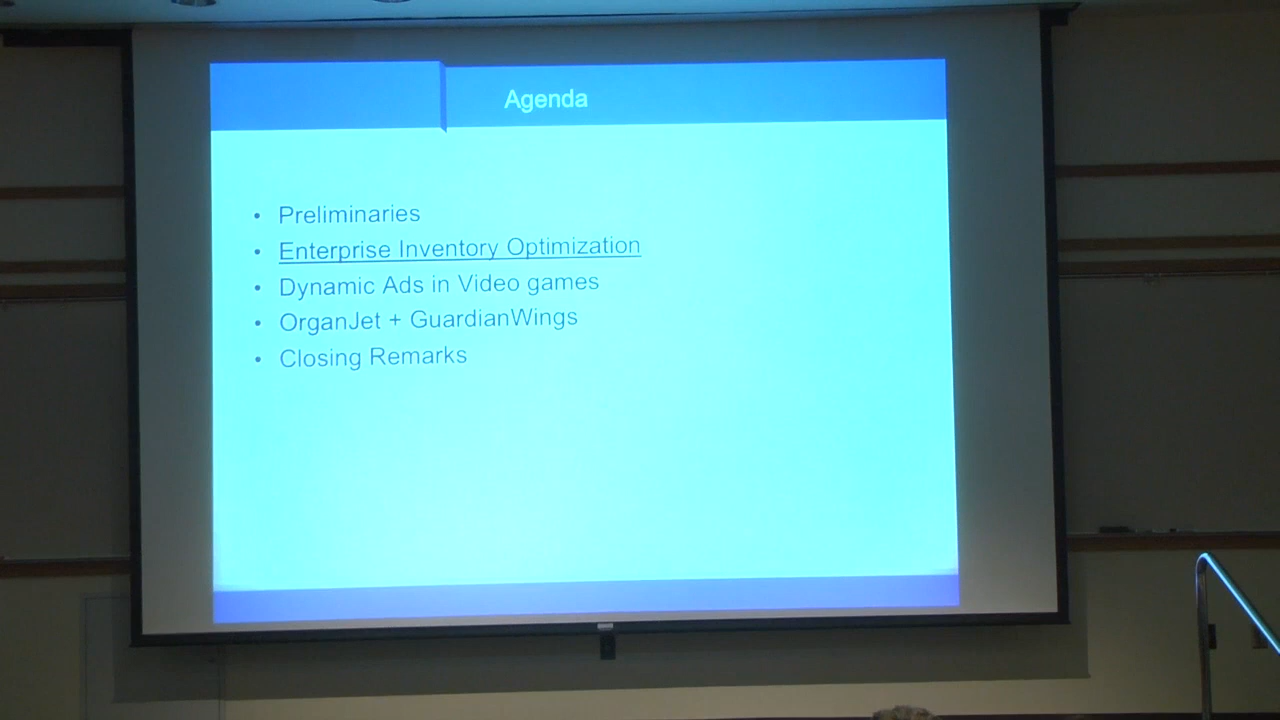 Agenda
• Preliminaries
• Enterprise Inventory Optimization
• Dynamic Ads in Video games
• OrganJet + GuardianWings
• Closing Remarks